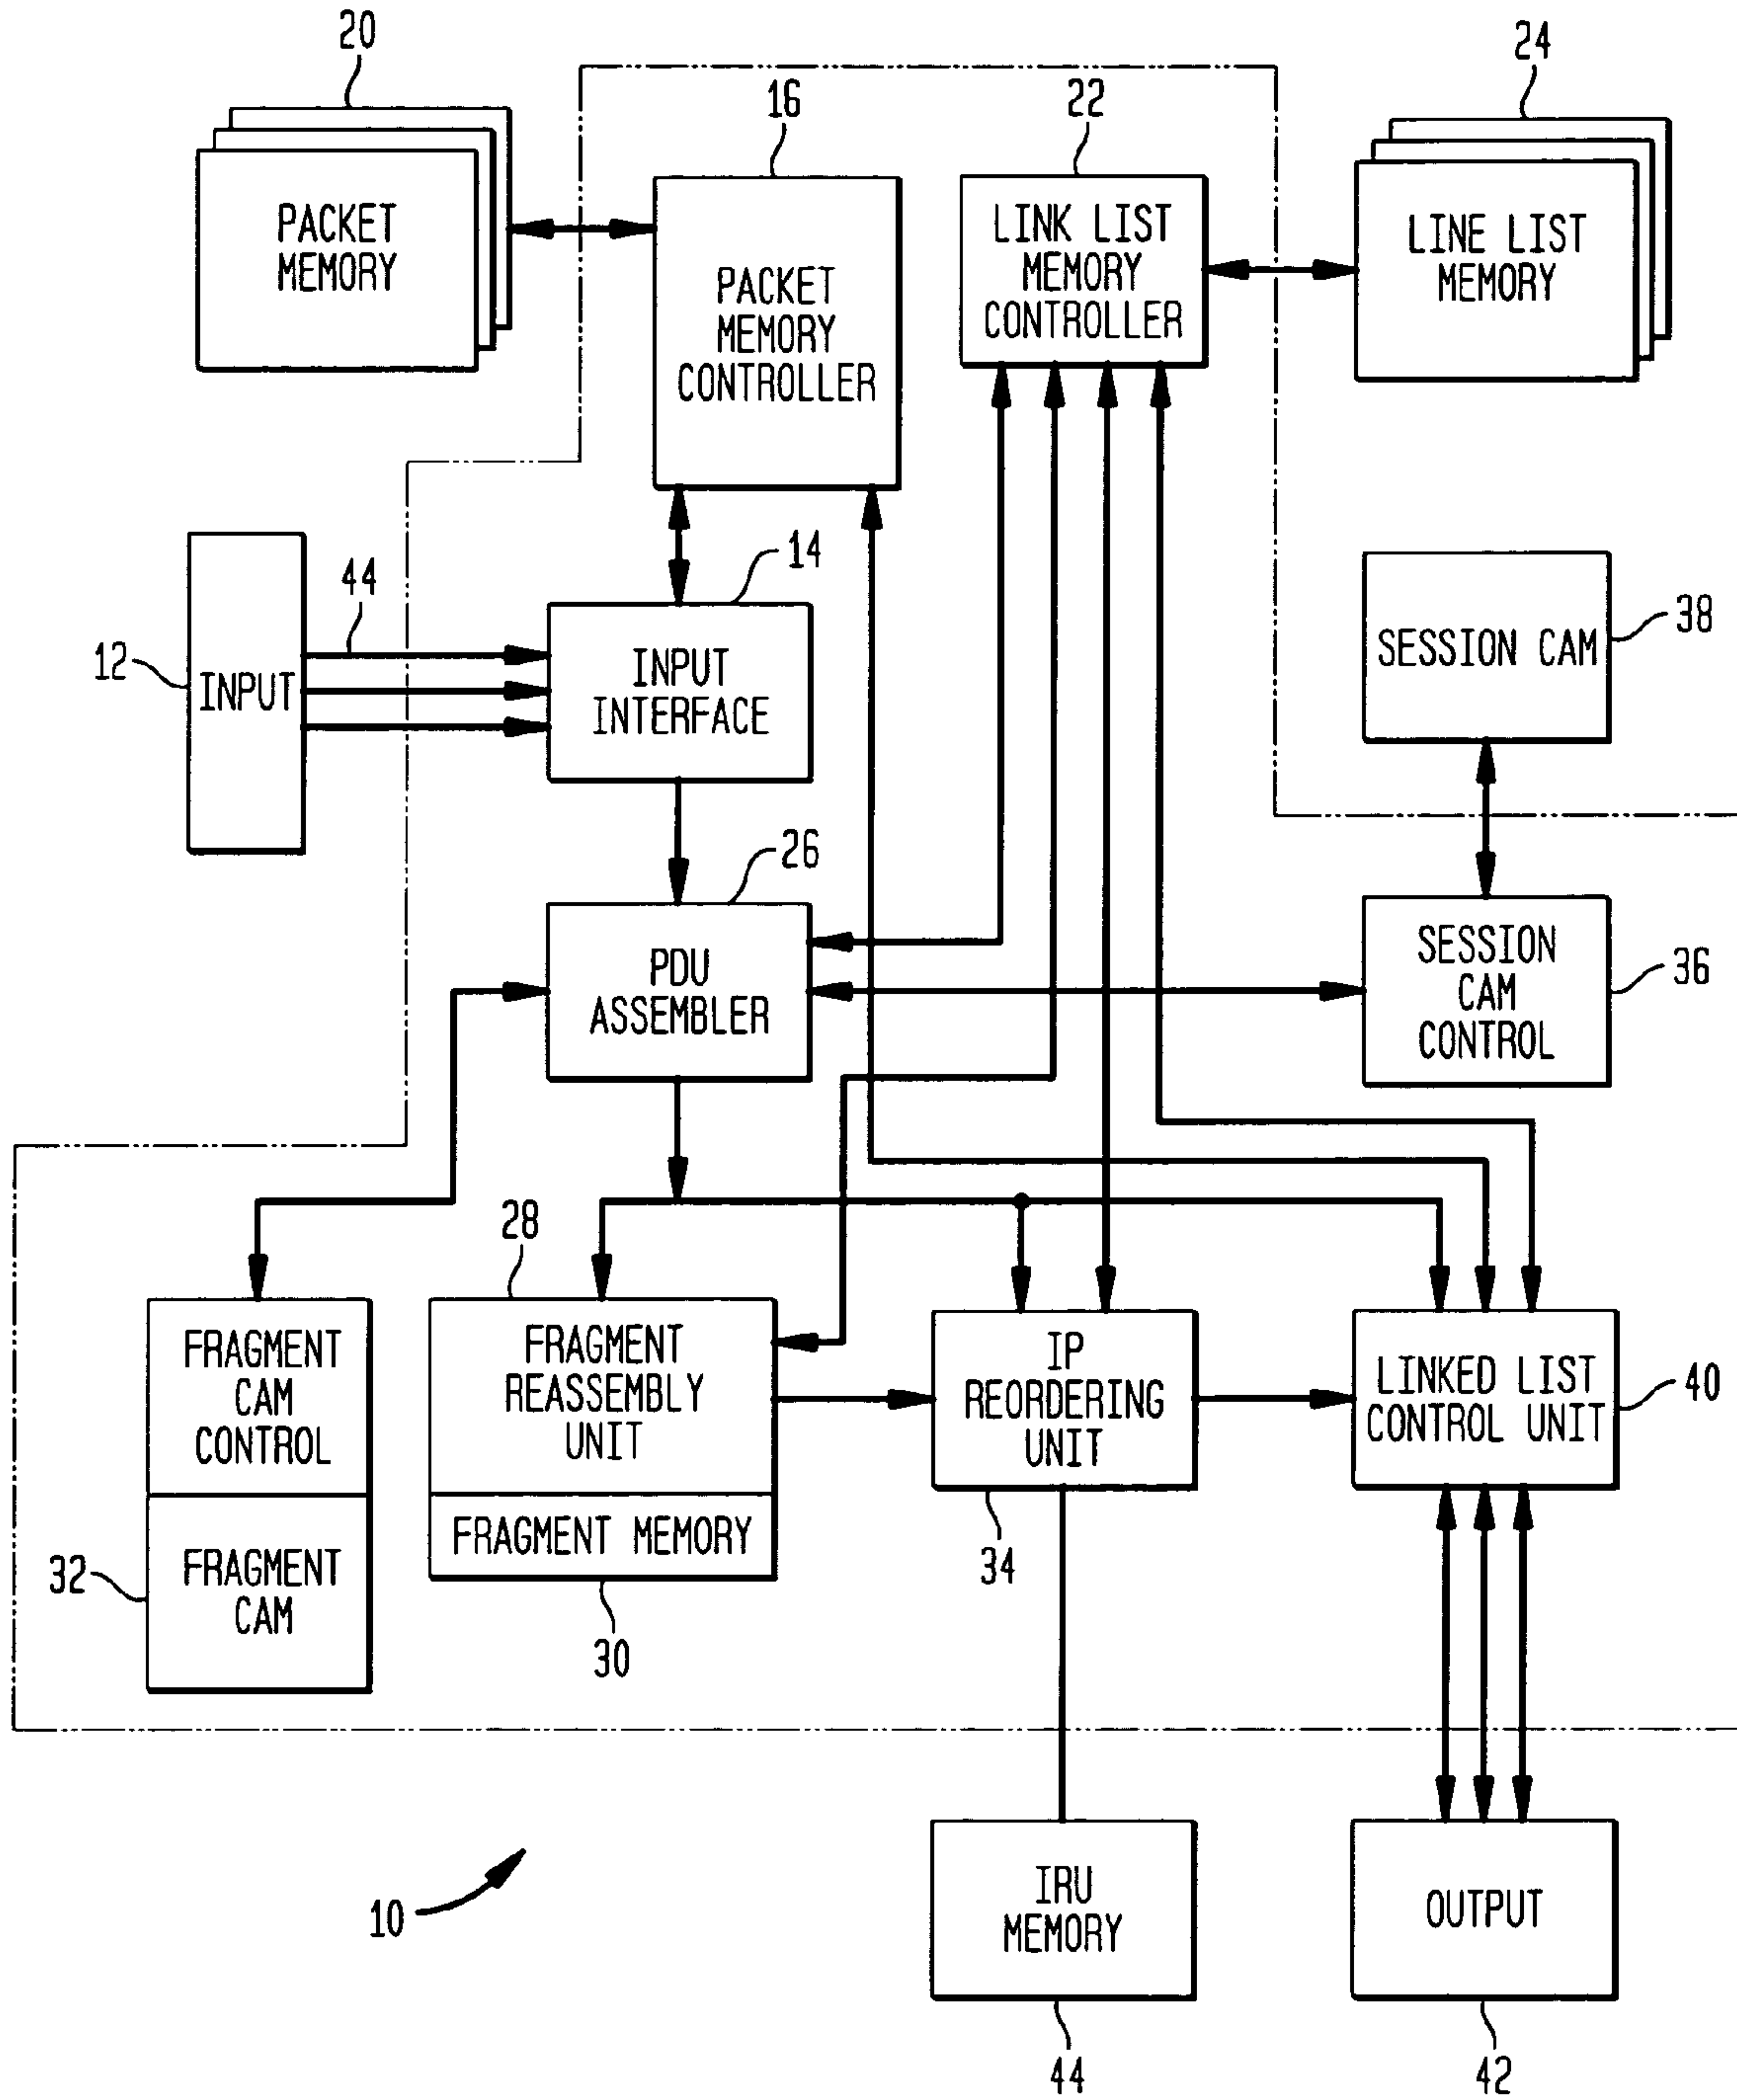 20
24
16
22
PACKET
MEMORY
PACKET
MEMORY
CONTROLLER
LINK LIST
MEMORY
CONTROLLER
LINE LIST
MEMORY
44
14
12
INPUT
INPUT
INTERFACE
SESSION CAM
38
26
PDU
ASSEMBLER
SESSION
CAM
CONTROL
36
28
FRAGMENT
CAM
CONTROL
FRAGMENT
REASSEMBLY
UNIT
IP
REORDERING
UNIT
LINKED LIST
CONTROL UNIT
40
32
FRAGMENT
CAM
FRAGMENT MEMORY
30
34
10
IRU
MEMORY
OUTPUT
44
42